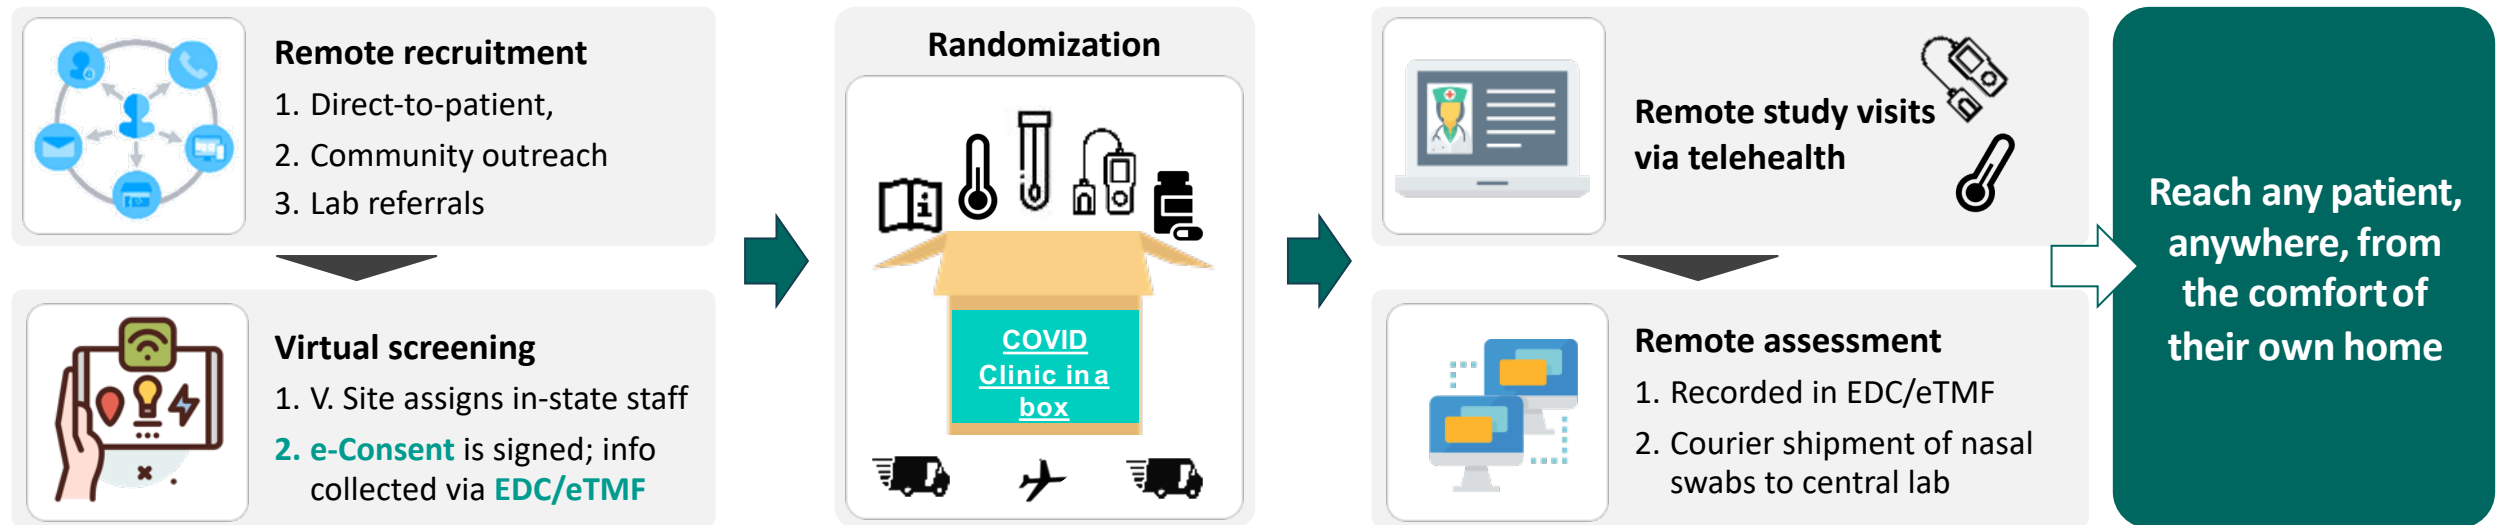 Remote recruitment
1. Direct-to-patient,
2. Community outreach
3. Lab referrals
Virtual screening
1. V. Site assigns in-state staff
2. e-Consent is signed; info
collected via EDC/eTMF
Randomization
COVID
Clinic in a
box
Remote study visits
via telehealth
Remote assessment
1. Recorded in EDC/eTMF
2. Courier shipment of nasal
swabs to central lab
Reach any patient,
anywhere, from
the comfort of
their own home